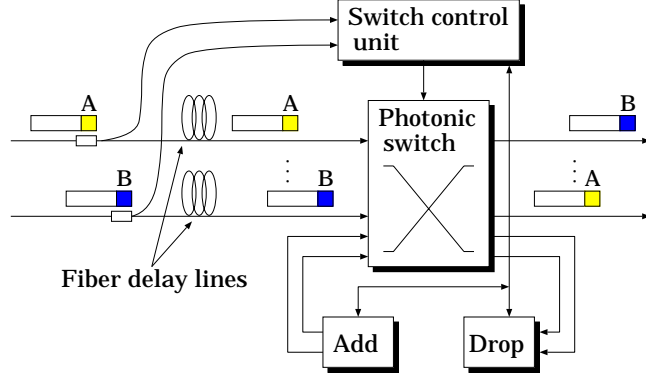 Switch control
unit
A
A
B
Photonic
switch
B
B
A
Fiber delay lines
Add
Drop